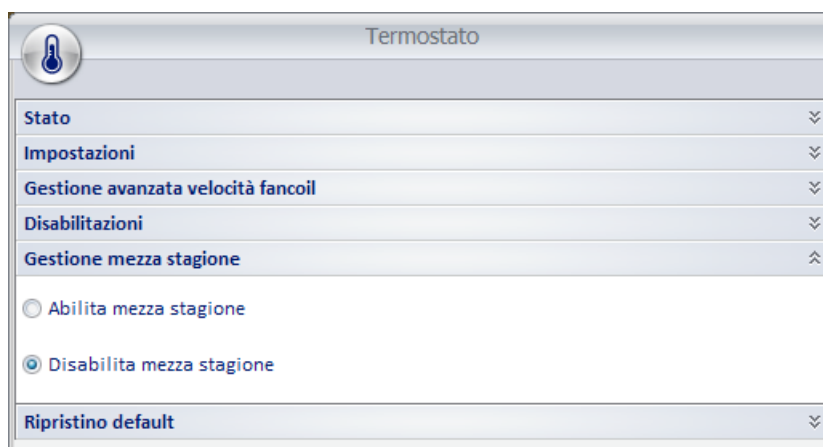 Termostato
Stato
Impostazioni
Gestione avanzata velocità fancoil
Disabilitazioni
Gestione mezza stagione
Abilita mezza stagione
Disabilita mezza stagione
Ripristino default